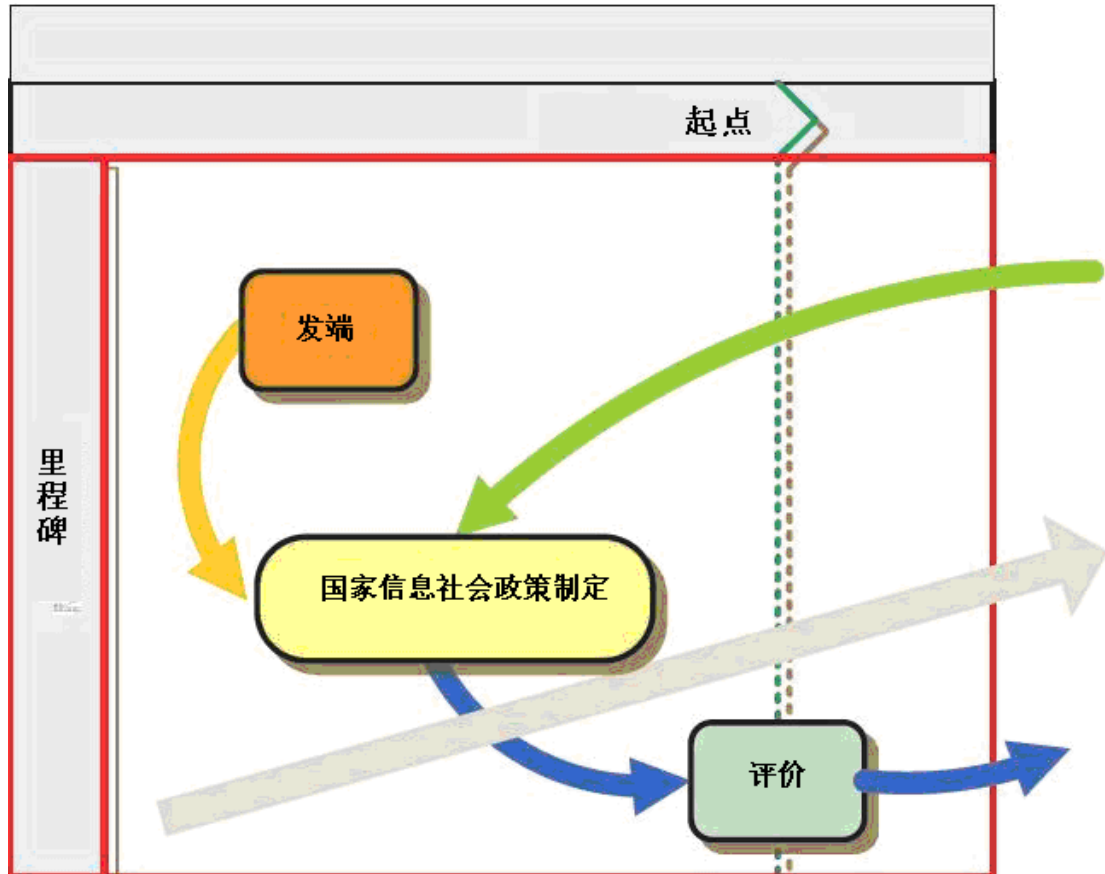 起点
发端
里程碑
国家信息社会政策制定
评价